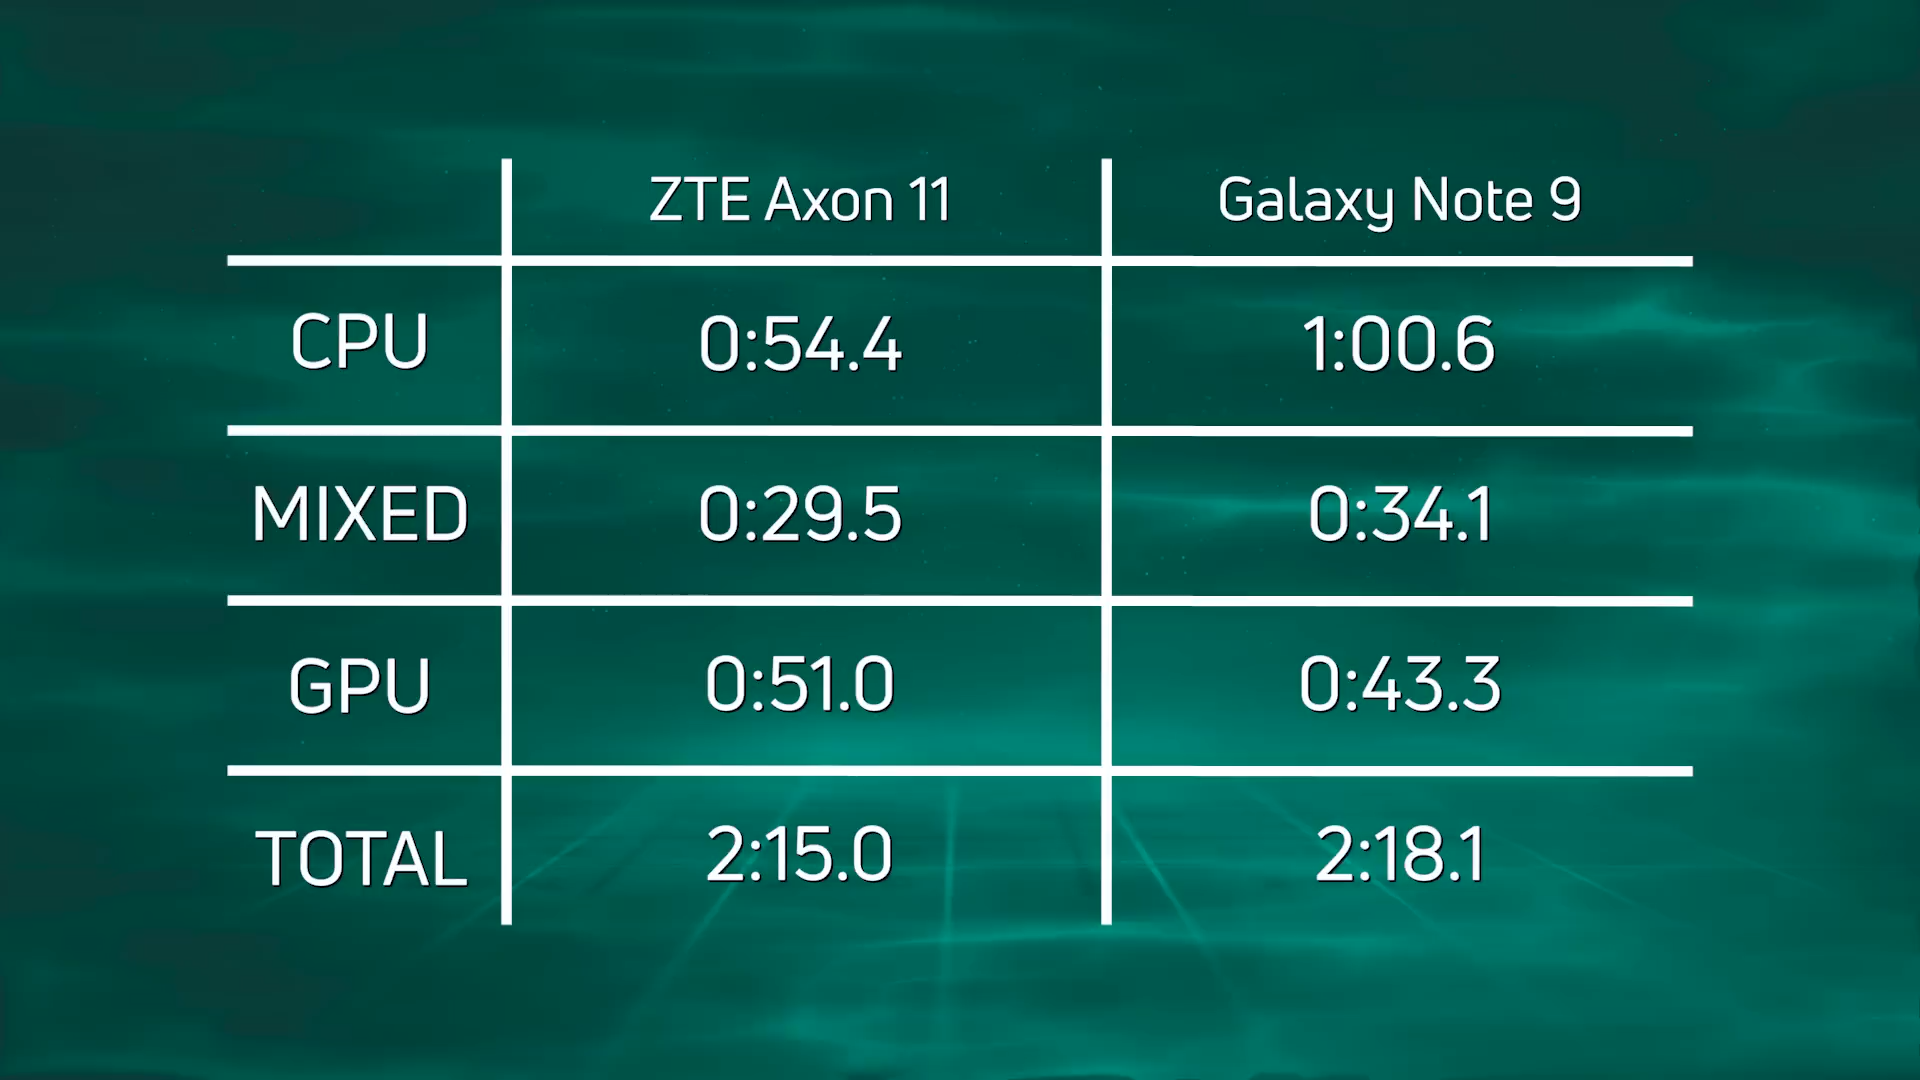 ZTE Axon 11 Galaxy Note 9
CPU 0:54.4 1:00.6
MIXED 0:29.5 0:34.1
GPU 0:51.0 0:43.3
TOTAL 2:15.0 2:18.1